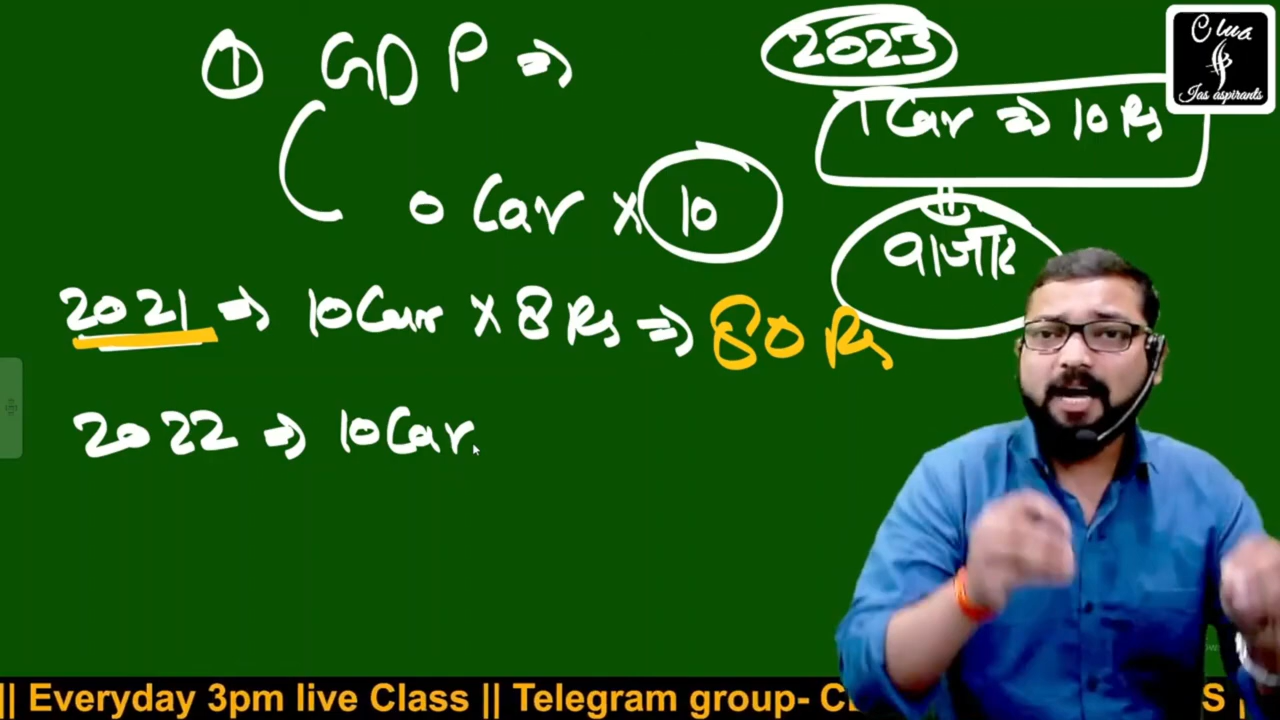 ① GDP ⇒
2023
1 Car ⇒ 10 Rs
0 Car × 10
बाजार
2021 ⇒ 10 Car × 8 Rs ⇒ 80 Rs
2022 ⇒ 10 Car
Clua
Ias aspirants
|| Everyday 3pm live Class || Telegram group-